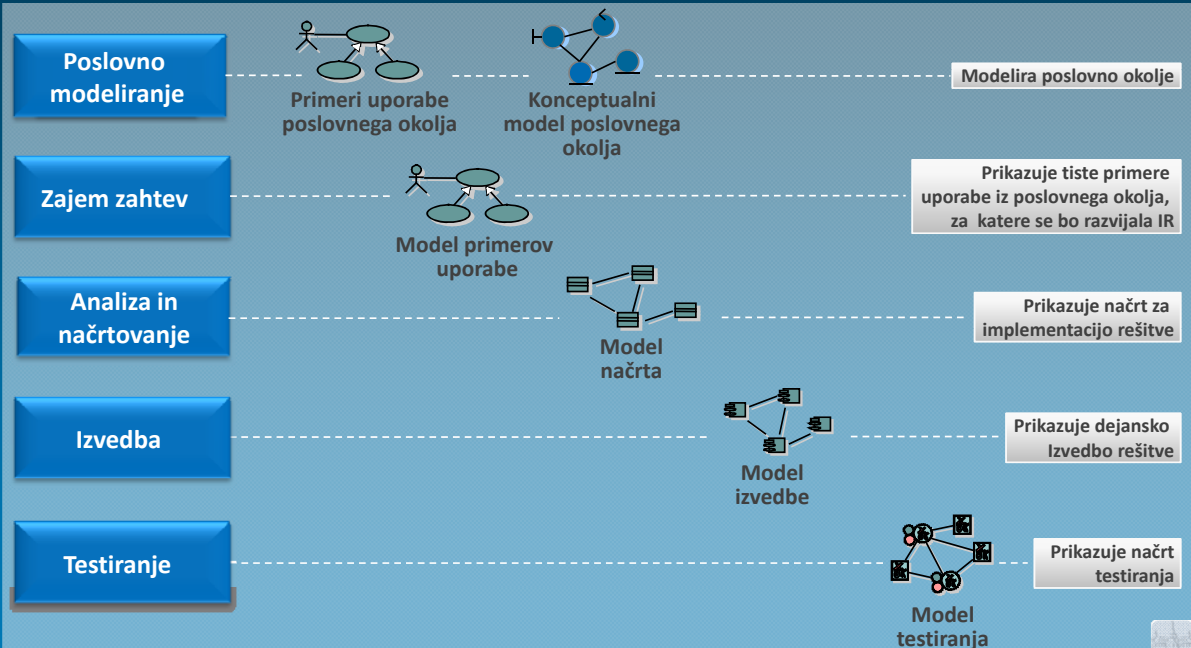 Poslovno
modeliranje
Primeri uporabe
poslovnega okolja
Konceptualni
model poslovnega
okolja
Modelira poslovno okolje
Zajem zahtev
Model primerov
uporabe
Prikazuje tiste primere
uporabe iz poslovnega okolja,
za katere se bo razvijala IR
Analiza in
načrtovanje
Model
načrta
Prikazuje načrt za
implementacijo rešitve
Izvedba
Model
izvedbe
Prikazuje dejansko
Izvedbo rešitve
Testiranje
Model
testiranja
Prikazuje načrt
testiranja